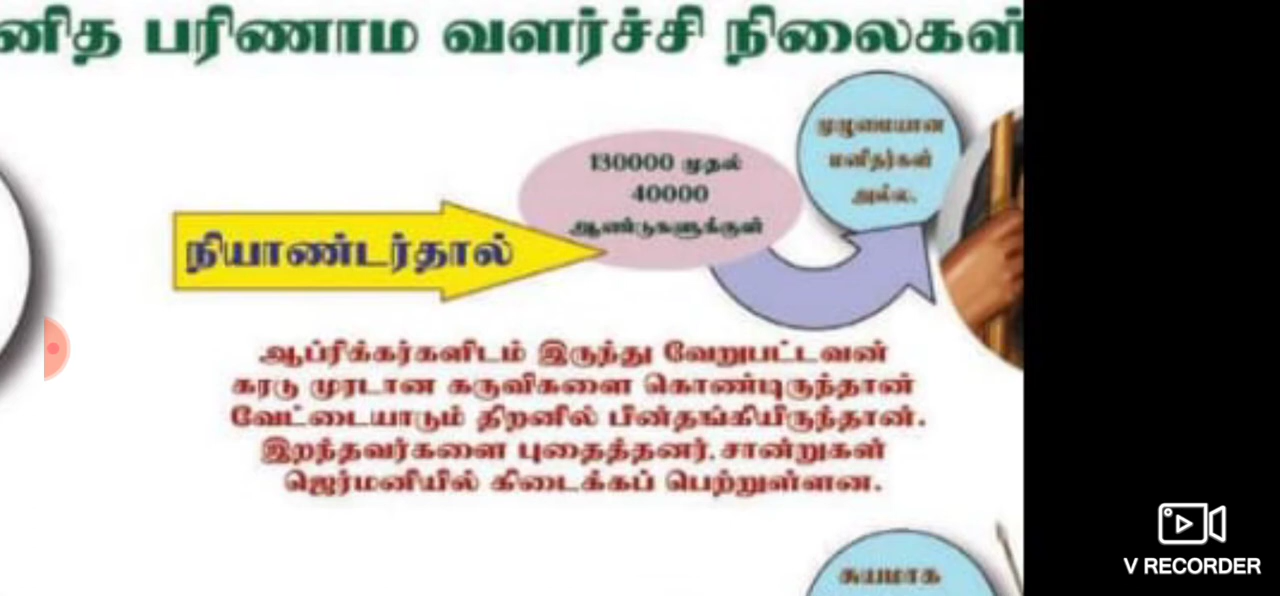 னித பரிணாம வளர்ச்சி நிலைகள்
முழுமையான
மனிதர்கள்
அல்ல.
130000 முதல்
40000
ஆண்டுகளுக்குள்
நியாண்டர்தால்
ஆப்ரிக்கர்களிடம் இருந்து வேறுபட்டவன்
கரடு முரடான கருவிகளை கொண்டிருந்தான்
வேட்டையாடும் திறனில் பின்தங்கியிருந்தான்.
இறந்தவர்களை புதைத்தனர். சான்றுகள்
ஜெர்மனியில் கிடைக்கப் பெற்றுள்ளன.
சுயமாக
V RECORDER